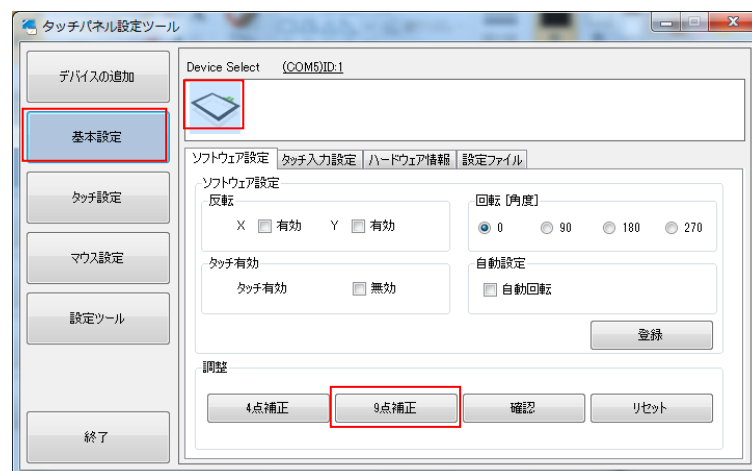 タッチパネル設定ツール
デバイスの追加
基本設定
タッチ設定
マウス設定
設定ツール
終了
Device Select (COM5)ID:1
ソフトウェア設定 タッチ入力設定 ハードウェア情報 設定ファイル
ソフトウェア設定
反転
X 有効 Y 有効
回転 [角度]
0 90 180 270
タッチ有効
タッチ有効 無効
自動設定
自動回転
登録
調整
4点補正 9点補正 確認 リセット